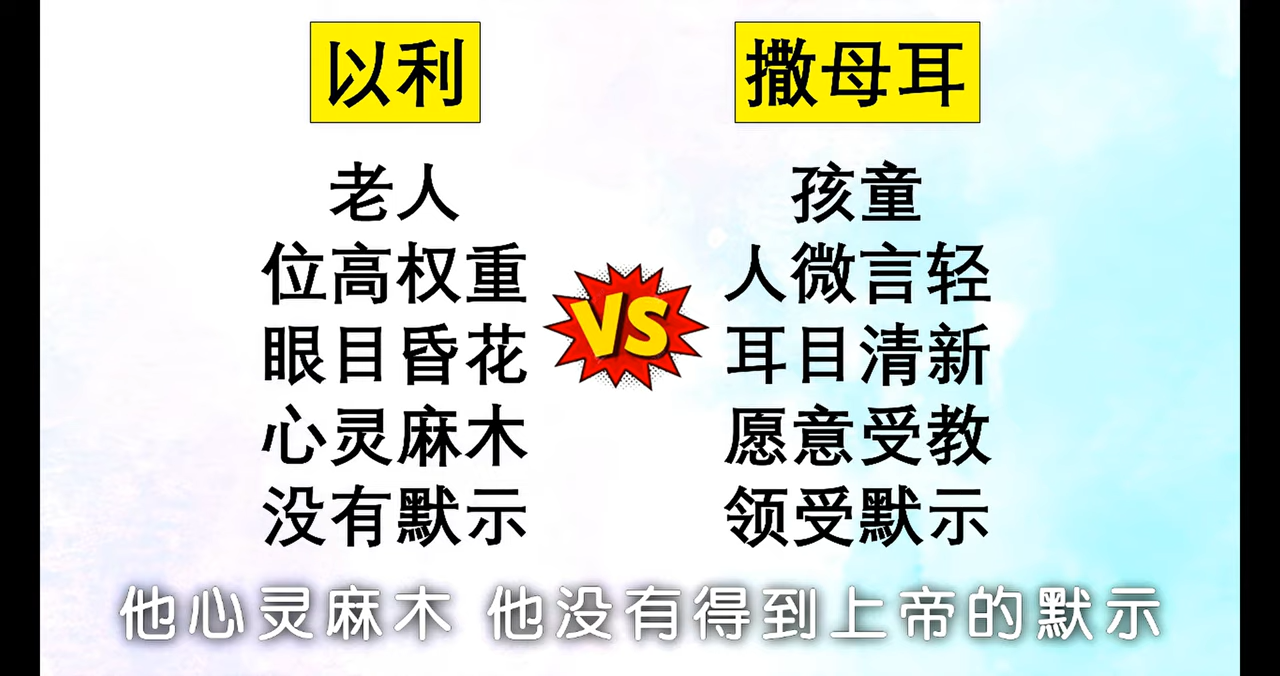 以利
老人
位高权重
眼目昏花
心灵麻木
没有默示
VS
撒母耳
孩童
人微言轻
耳目清新
愿意受教
领受默示
他心灵麻木 他没有得到上帝的默示